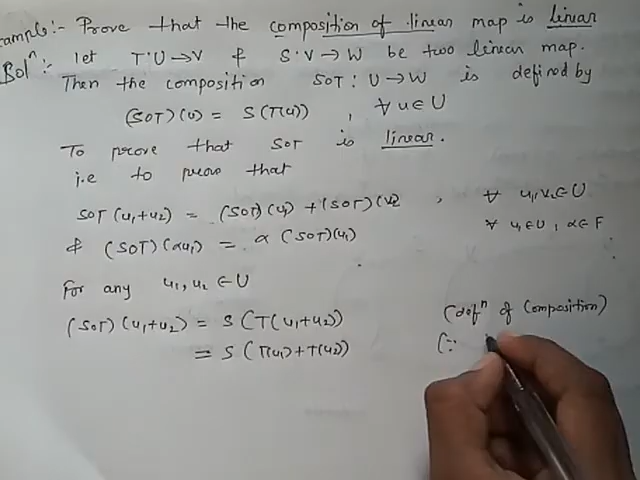 ample:- Prove that the composition of linear map is linear
Solⁿ:- let T:U→V & S:V→W be two linear map.
Then the composition SOT : U→W is defined by
(SOT)(u) = S(T(u)) , ∀ u∈U
To prove that SOT is linear.
i.e to prove that
SOT (u₁+u₂) = (SOT)(u₁) + (SOT)(u₂ , ∀ u₁,u₂∈U
& (SOT)(αu₁) = α (SOT)(u₁) ∀ u₁∈U, α∈F
For any u₁,u₂ ∈U
(SOT)(u₁+u₂) = S(T(u₁+u₂)) (defⁿ of Composition)
= S(T(u₁)+T(u₂)) (∵